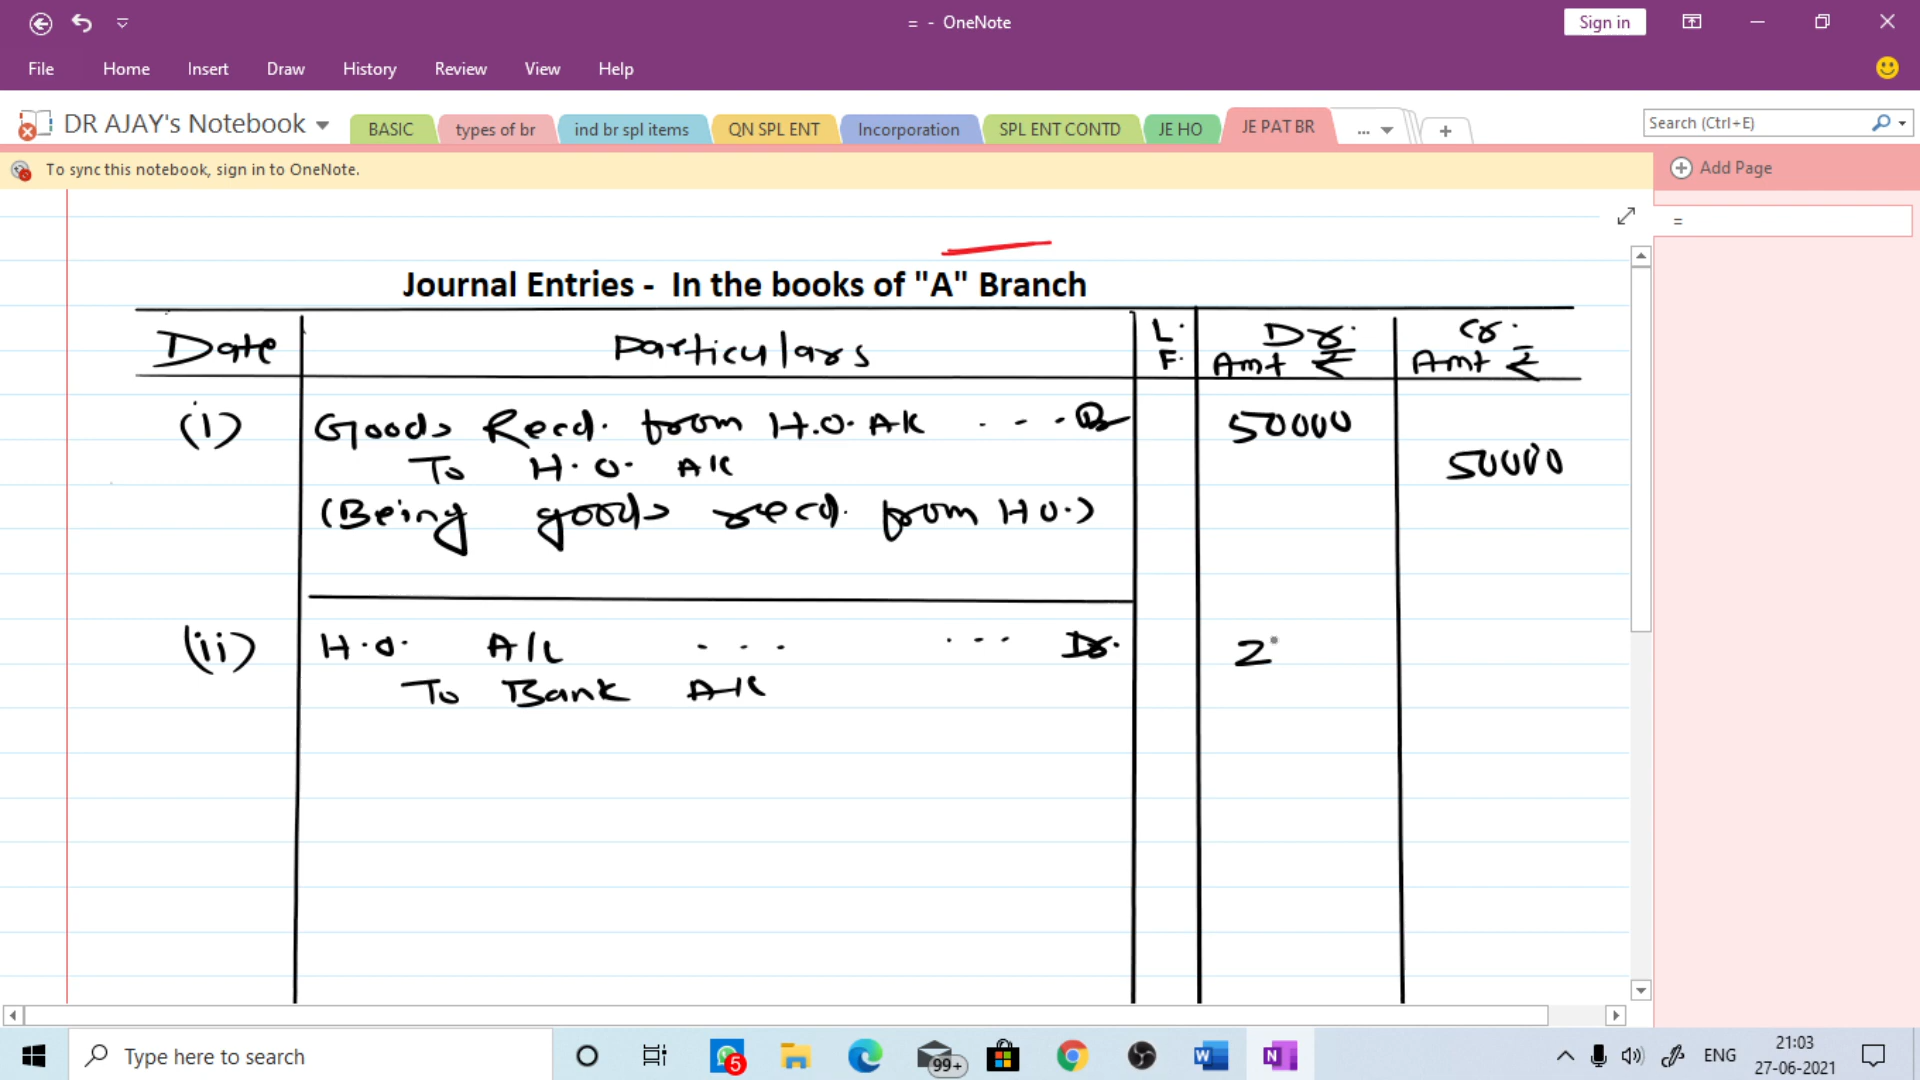 = - OneNote
Sign in
File Home Insert Draw History Review View Help
DR AJAY's Notebook
BASIC types of br ind br spl items QN SPL ENT Incorporation SPL ENT CONTD JE HO JE PAT BR ...
Search (Ctrl+E)
To sync this notebook, sign in to OneNote.
Add Page
=
Journal Entries - In the books of "A" Branch
Date Particulars L. F. Dr. Amt ₹ Cr. Amt ₹
(i) Goods Recd. from H.O. A/c ... Dr 50000
To H.O. A/c 50000
(Being goods recd. from H O.)
(ii) H.O. A/c ... ... Dr. 2
To Bank A/c
Type here to search
5
99+
ENG
21:03
27-06-2021